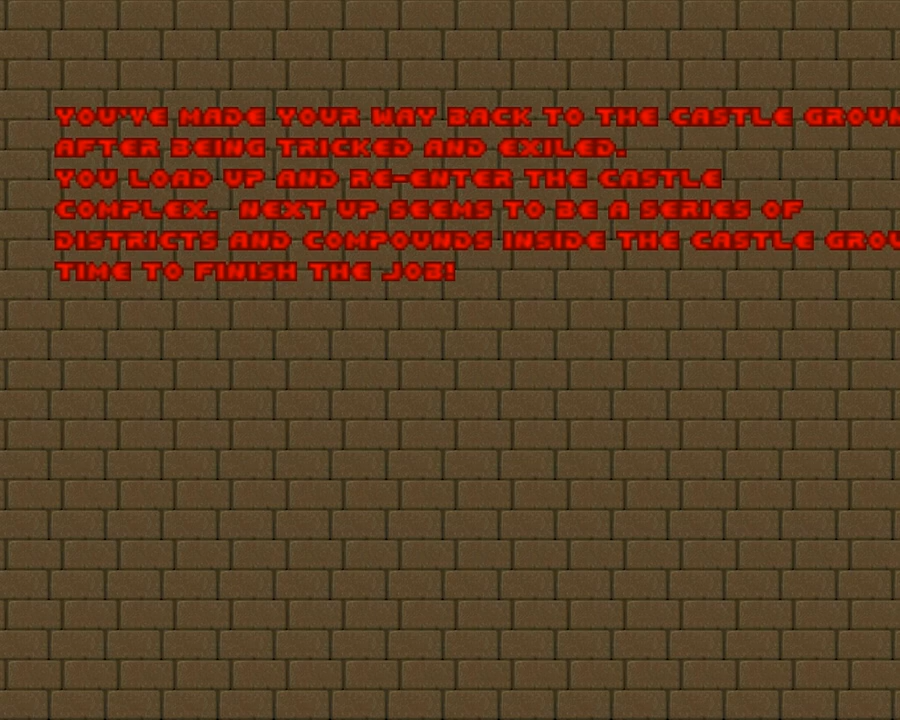 YOU'VE MADE YOUR WAY BACK TO THE CASTLE
AFTER BEING TRICKED AND EXILED.
YOU LOAD UP AND RE-ENTER THE CASTLE
COMPLEX.  NEXT UP SEEMS TO BE A SERIES OF
DISTRICTS AND COMPOUNDS INSIDE THE CASTLE
TIME TO FINISH THE JOB!